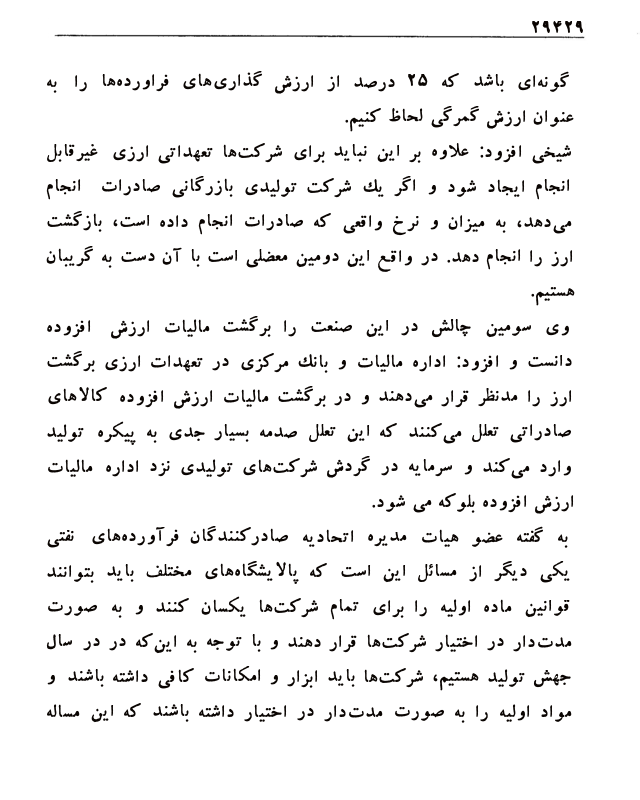 ۲۹۴۲۹
گونه‌ای باشد که ۲۵ درصد از ارزش گذاری‌های فراورده‌ها را به
عنوان ارزش گمرگی لحاظ کنیم.
شیخی افزود: علاوه بر این نباید برای شرکت‌ها تعهداتی ارزی غیرقابل
انجام ایجاد شود و اگر یك شرکت تولیدی بازرگانی صادرات انجام
می‌دهد، به میزان و نرخ واقعی که صادرات انجام داده است، بازگشت
ارز را انجام دهد. در واقع این دومین معضلی است با آن دست به گریبان
هستیم.
وی سومین چالش در این صنعت را برگشت مالیات ارزش افزوده
دانست و افزود: اداره مالیات و بانك مرکزی در تعهدات ارزی برگشت
ارز را مدنظر قرار می‌دهند و در برگشت مالیات ارزش افزوده کالاهای
صادراتی تعلل می‌کنند که این تعلل صدمه بسیار جدی به پیکره تولید
وارد می‌کند و سرمایه در گردش شرکت‌های تولیدی نزد اداره مالیات
ارزش افزوده بلوکه می شود.
به گفته عضو هیات مدیره اتحادیه صادرکنندگان فرآورده‌های نفتی
یکی دیگر از مسائل این است که پالایشگاه‌های مختلف باید بتوانند
قوانین ماده اولیه را برای تمام شرکت‌ها یکسان کنند و به صورت
مدت‌دار در اختیار شرکت‌ها قرار دهند و با توجه به این‌که در در سال
جهش تولید هستیم، شرکت‌ها باید ابزار و امکانات کافی داشته باشند و
مواد اولیه را به صورت مدت‌دار در اختیار داشته باشند که این مساله